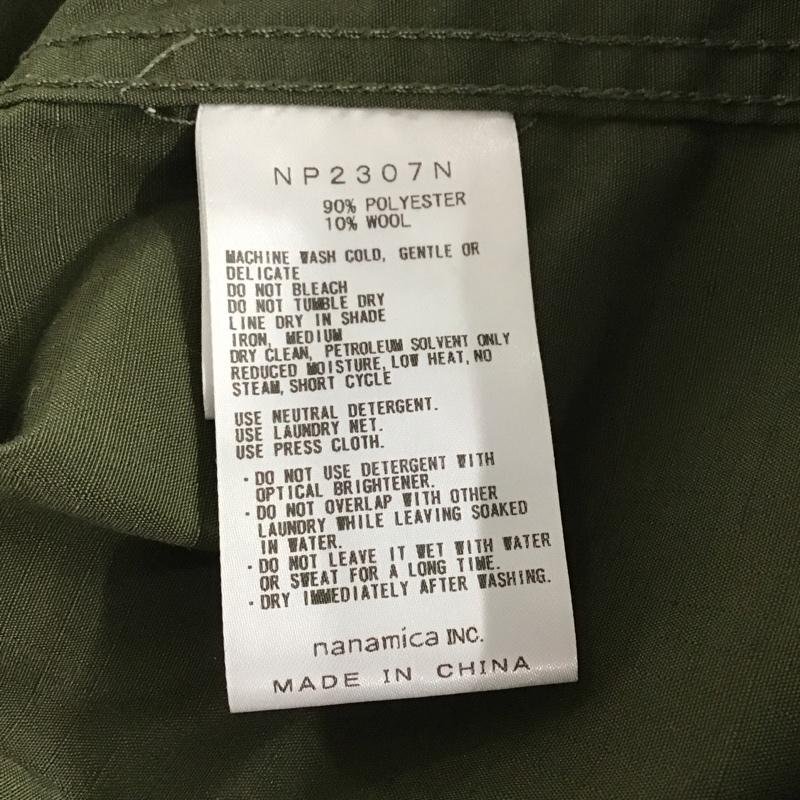 NP2307N
90% POLYESTER
10% WOOL
MACHINE WASH COLD, GENTLE OR
DELICATE
DO NOT BLEACH
DO NOT TUMBLE DRY
LINE DRY IN SHADE
IRON, MEDIUM
DRY CLEAN, PETROLEUM SOLVENT ONLY
REDUCED MOISTURE, LOW HEAT, NO
STEAM, SHORT CYCLE
USE NEUTRAL DETERGENT.
USE LAUNDRY NET.
USE PRESS CLOTH.
・DO NOT USE DETERGENT WITH
OPTICAL BRIGHTENER.
・DO NOT OVERLAP WITH OTHER
LAUNDRY WHILE LEAVING SOAKED
IN WATER.
・DO NOT LEAVE IT WET WITH WATER
OR SWEAT FOR A LONG TIME.
・DRY IMMEDIATELY AFTER WASHING.
nanamica INC.
MADE IN CHINA